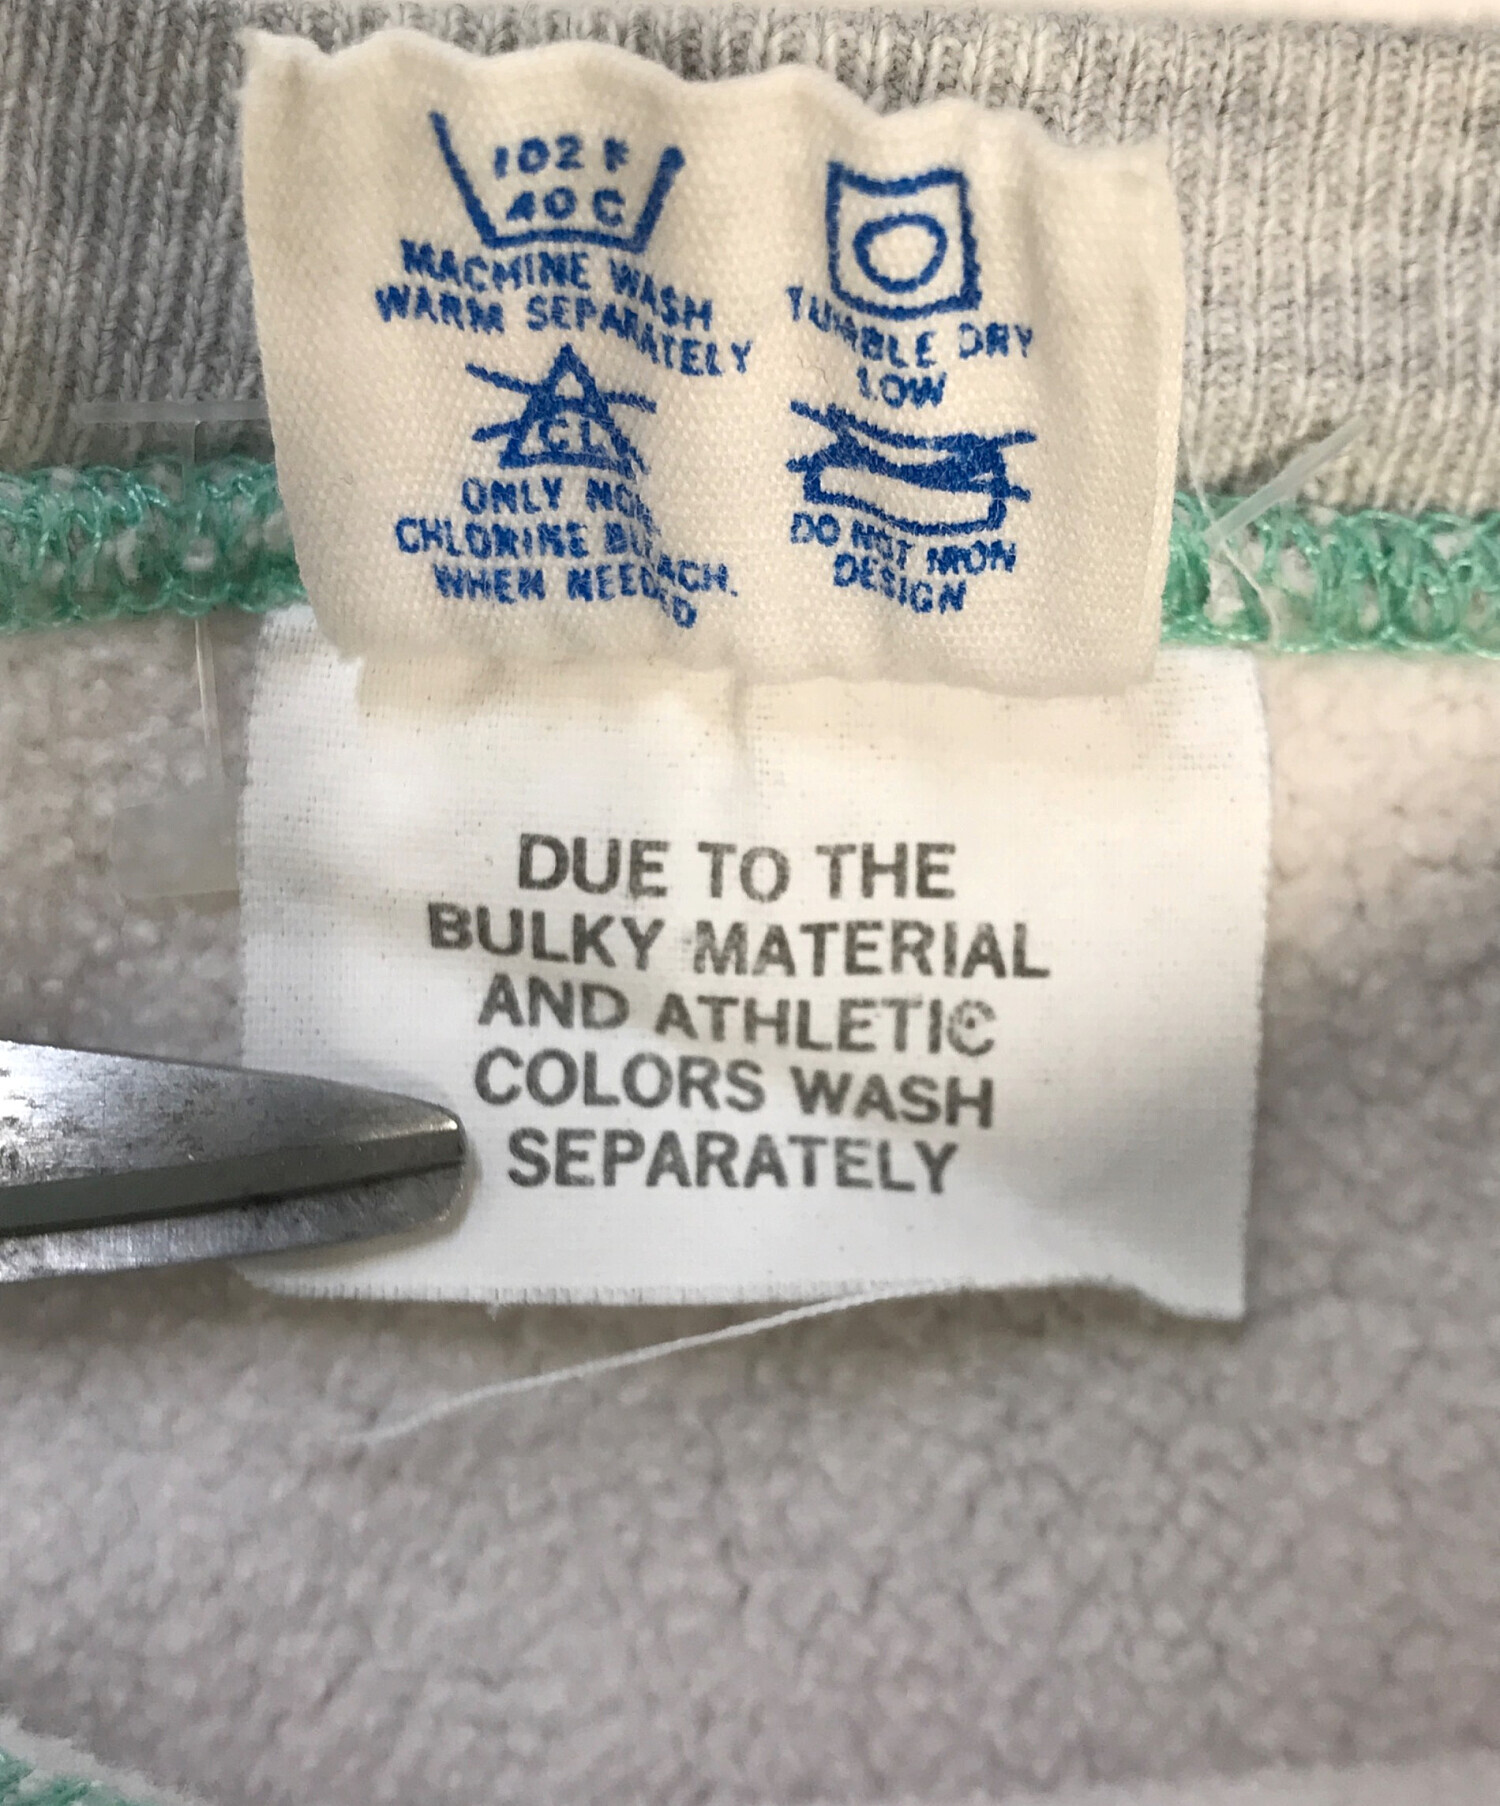 102 F
40 C
MACHINE WASH
WARM SEPARATELY
TUMBLE DRY
LOW
CL
ONLY NON
CHLORINE BLEACH.
WHEN NEEDED
DO NOT IRON
DESIGN
DUE TO THE
BULKY MATERIAL
AND ATHLETIC
COLORS WASH
SEPARATELY